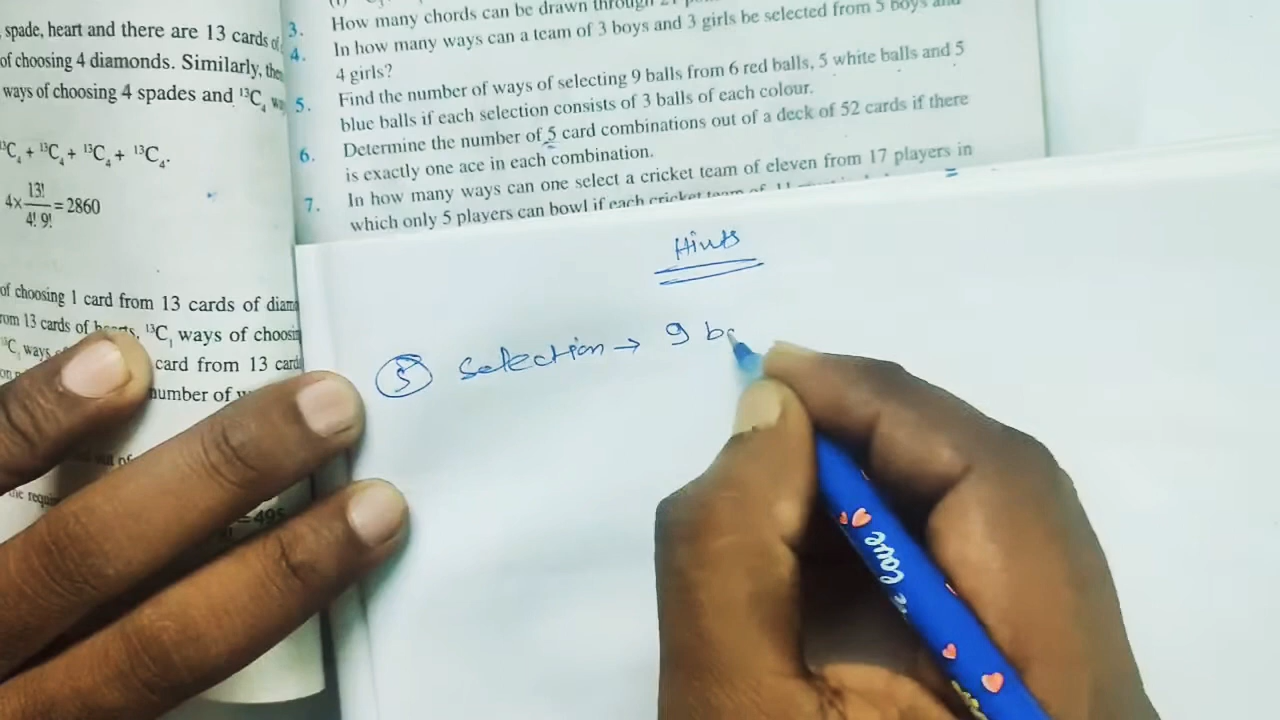 spade, heart and there are 13 cards of
of choosing 4 diamonds. Similarly,
ways of choosing 4 spades and ¹³C₄
¹³C₄ + ¹³C₄ + ¹³C₄ + ¹³C₄.
4× 13! / 4! 9! = 2860
of choosing 1 card from 13 cards of
from 13 cards of hearts, ¹³C₁ ways of
¹³C₁ ways card from 13
number of
= 495
3. How many chords can be drawn through 21
4. In how many ways can a team of 3 boys and 3 girls be selected from 5 boys and
4 girls?
5. Find the number of ways of selecting 9 balls from 6 red balls, 5 white balls and 5
blue balls if each selection consists of 3 balls of each colour.
6. Determine the number of 5 card combinations out of a deck of 52 cards if there
is exactly one ace in each combination.
7. In how many ways can one select a cricket team of eleven from 17 players in
which only 5 players can bowl if each cricket team of 11
Hints
5 Selection → 9 ba
Love